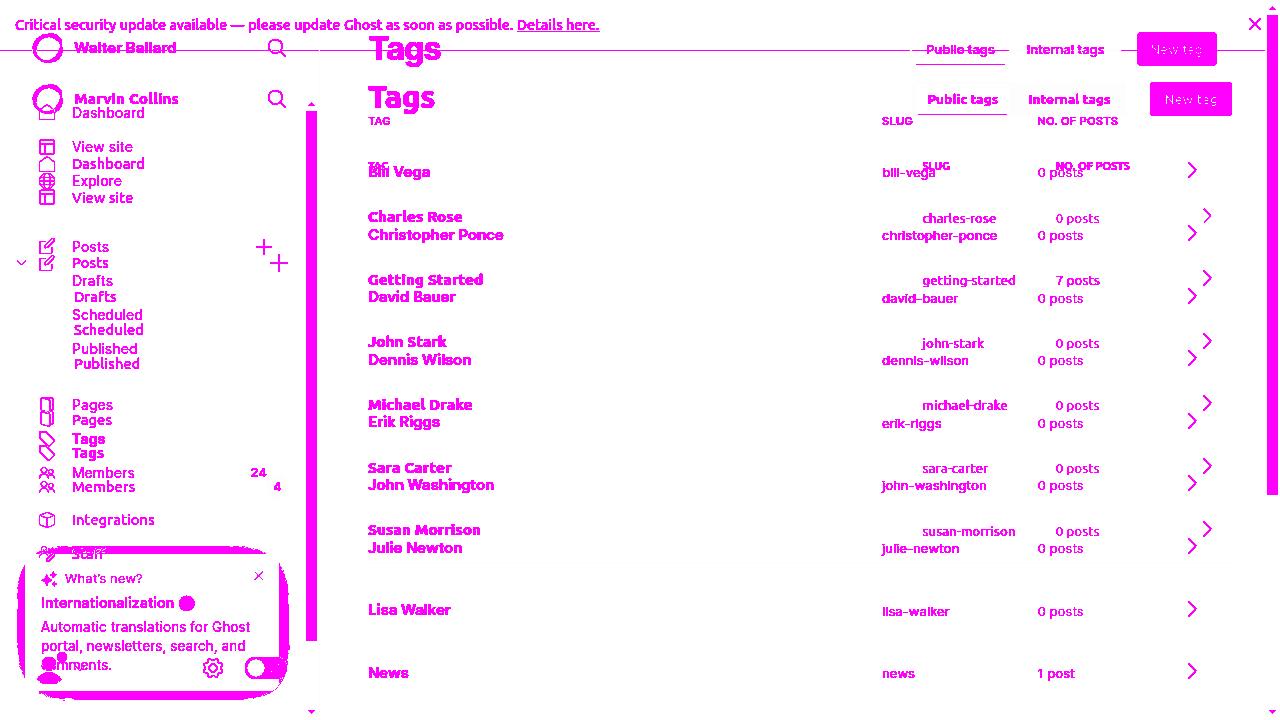 Critical security update available — please update Ghost as soon as possible. Details here.
Walter Ballard
Tags
Public tags
Internal tags
New tag
Marvin Collins
Tags
Public tags
Internal tags
New tag
Dashboard
TAG
SLUG
NO. OF POSTS
View site
Dashboard
TAG
SLUG
NO. OF POSTS
Bill Vega
bill-vega
0 posts
Explore
View site
Charles Rose
charles-rose
0 posts
Christopher Ponce
christopher-ponce
0 posts
Posts
Posts
Getting Started
getting-started
7 posts
Drafts
Drafts
David Bauer
david-bauer
0 posts
Scheduled
Scheduled
John Stark
john-stark
0 posts
Published
Published
Dennis Wilson
dennis-wilson
0 posts
Pages
Michael Drake
michael-drake
0 posts
Pages
Erik Riggs
erik-riggs
0 posts
Tags
Tags
Sara Carter
sara-carter
0 posts
Members 24
Members 4
John Washington
john-washington
0 posts
Integrations
Susan Morrison
susan-morrison
0 posts
Julie Newton
julie-newton
0 posts
Staff
What's new?
Internationalization
Automatic translations for Ghost
portal, newsletters, search, and
Lisa Walker
lisa-walker
0 posts
News
news
1 post